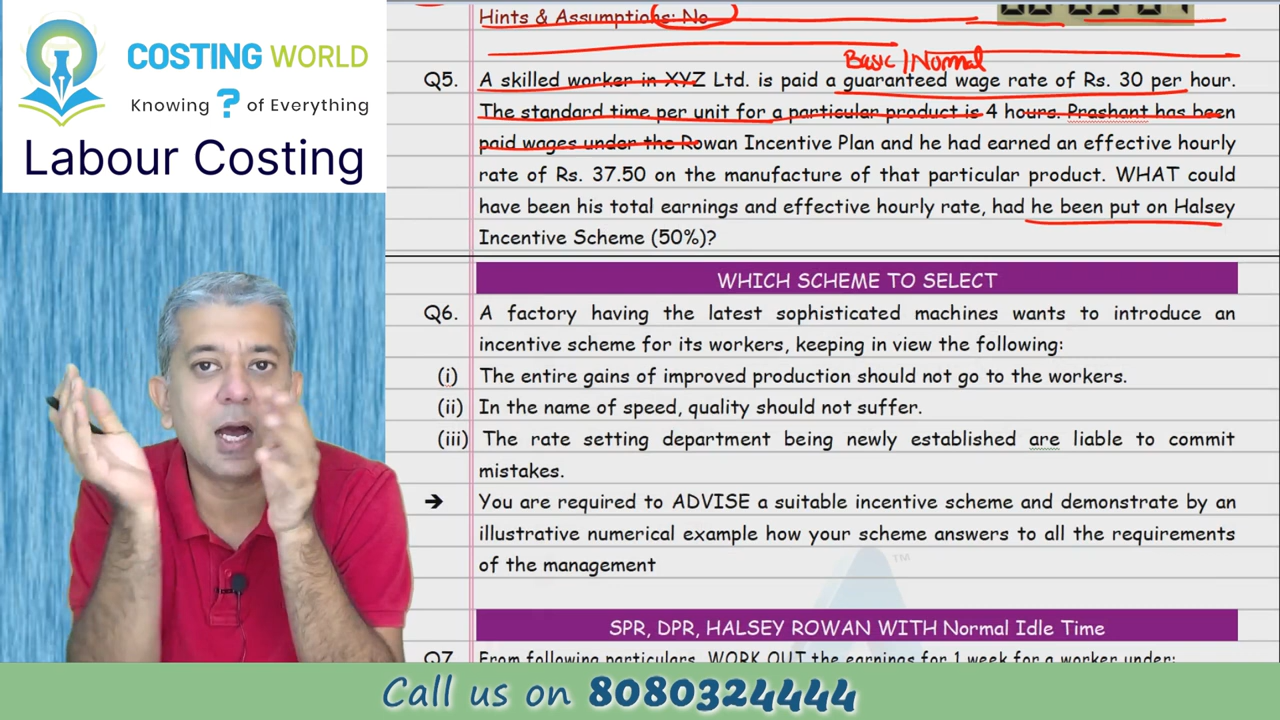 Hints & Assumptions: No
COSTING WORLD
Knowing ? of Everything
Labour Costing
Basic / Normal
Q5. A skilled worker in XYZ Ltd. is paid a guaranteed wage rate of Rs. 30 per hour.
The standard time per unit for a particular product is 4 hours. Prashant has been
paid wages under the Rowan Incentive Plan and he had earned an effective hourly
rate of Rs. 37.50 on the manufacture of that particular product. WHAT could
have been his total earnings and effective hourly rate, had he been put on Halsey
Incentive Scheme (50%)?
WHICH SCHEME TO SELECT
Q6. A factory having the latest sophisticated machines wants to introduce an
incentive scheme for its workers, keeping in view the following:
(i) The entire gains of improved production should not go to the workers.
(ii) In the name of speed, quality should not suffer.
(iii) The rate setting department being newly established are liable to commit
mistakes.
➔ You are required to ADVISE a suitable incentive scheme and demonstrate by an
illustrative numerical example how your scheme answers to all the requirements
of the management
TM
SPR, DPR, HALSEY ROWAN WITH Normal Idle Time
Q7. From following particulars, WORK OUT the earnings for 1 week for a worker under:
Call us on 8080324444